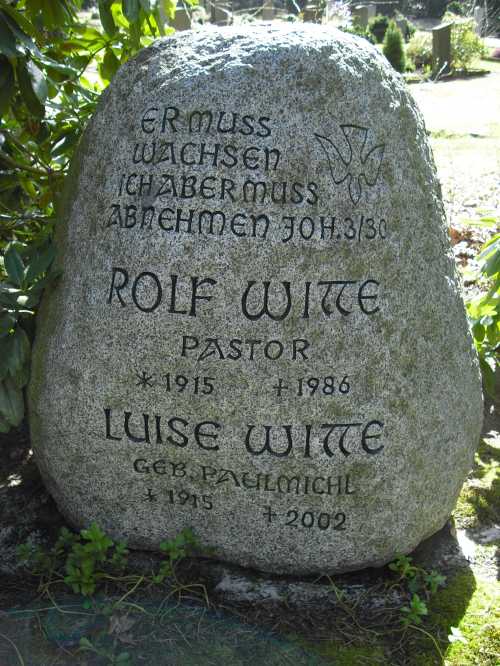 ER MUSS
WACHSEN
ICH ABER MUSS
ABNEHMEN JOH. 3/30
ROLF WITTE
PASTOR
* 1915 + 1986
LUISE WITTE
GEB. PAULMICHL
* 1915 + 2002